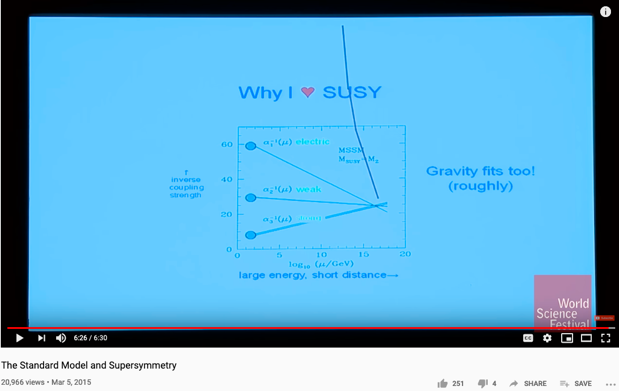 Why I ♥ SUSY
60
40
20
0
0
5
10
15
20
α₁⁻¹(μ) electric
MSSM
α₂⁻¹(μ) weak
α₃⁻¹(μ)
↑
inverse
coupling
strength
log₁₀ (μ/GeV)
large energy, short distance→
Gravity fits too!
(roughly)
World
Science
Festival
6:26 / 6:30
CC
The Standard Model and Supersymmetry
20,966 views • Mar 5, 2015
251
4
SHARE
SAVE